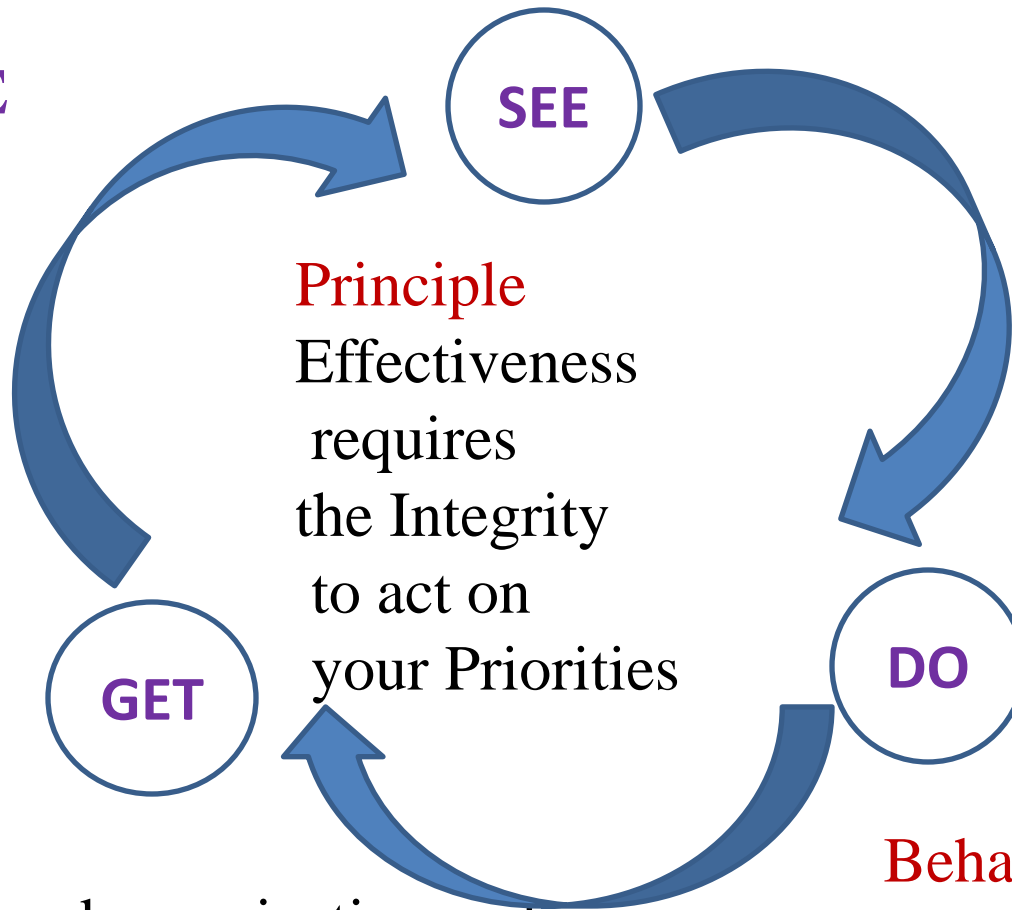 SEE
Principle
Effectiveness
requires
the Integrity
to act on
your Priorities
GET
DO
Beha